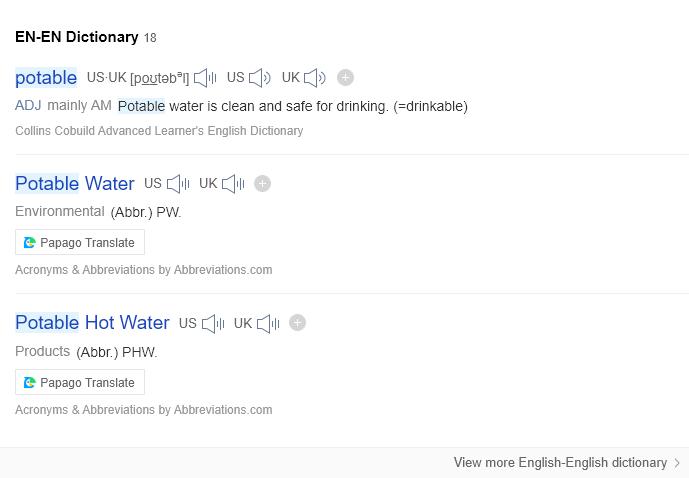 EN-EN Dictionary 18
potable US·UK [poʊtəbᵊl] US UK
ADJ mainly AM Potable water is clean and safe for drinking. (=drinkable)
Collins Cobuild Advanced Learner's English Dictionary
Potable Water US UK
Environmental (Abbr.) PW.
Papago Translate
Acronyms & Abbreviations by Abbreviations.com
Potable Hot Water US UK
Products (Abbr.) PHW.
Papago Translate
Acronyms & Abbreviations by Abbreviations.com
View more English-English dictionary